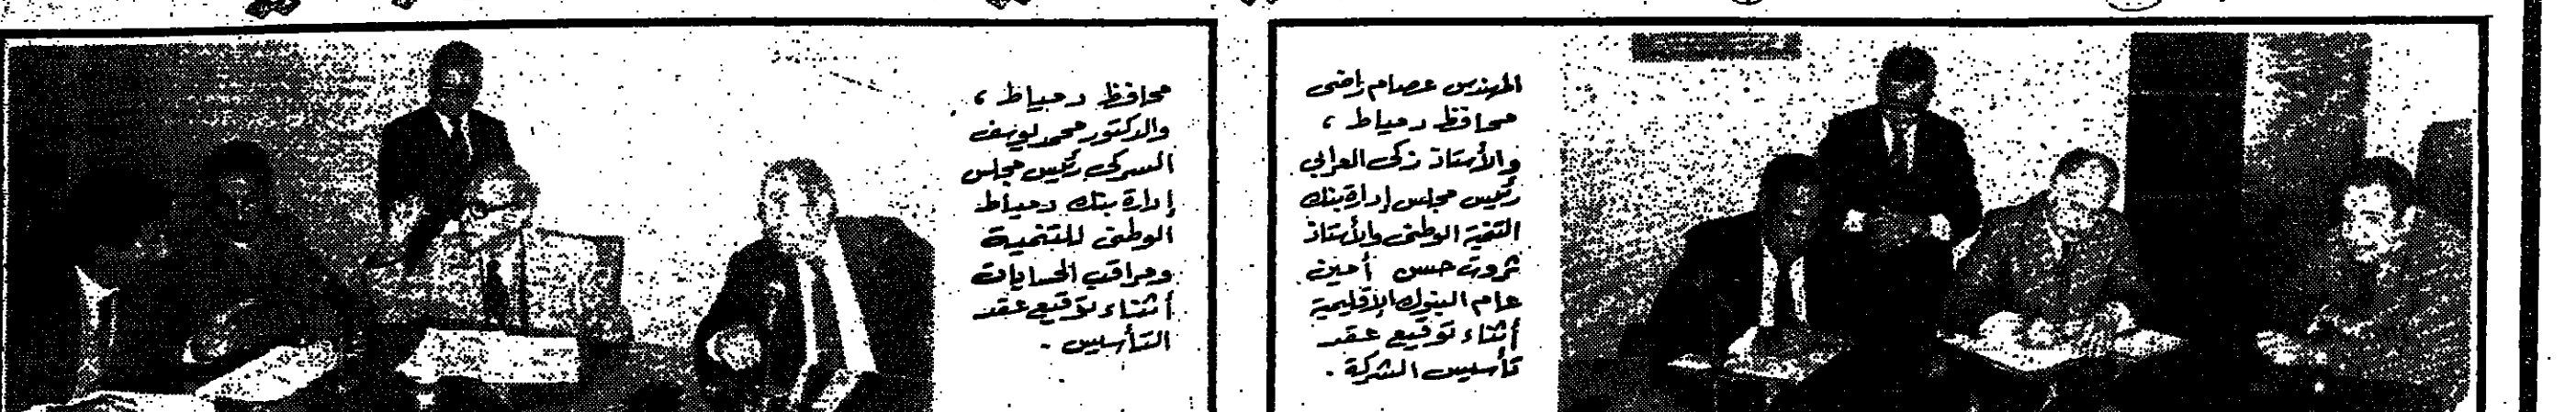 المهندس عصام راضى
محافظ دمياط ،
والأستاذ زكى العرابى
رئيس مجلس إدارة بنك
التنمية الوطنى والأستاذ
ثروت حسن أمين
عام البنوك الإقليمية
أثناء توقيع عقد
تأسيس الشركة .
محافظ دمياط ،
والدكتور محمد يوسف
السركى رئيس مجلس
إدارة بنك دمياط
الوطنى للتنمية
ومراقب الحسابات
أثناء توقيع عقد
التأسيس .